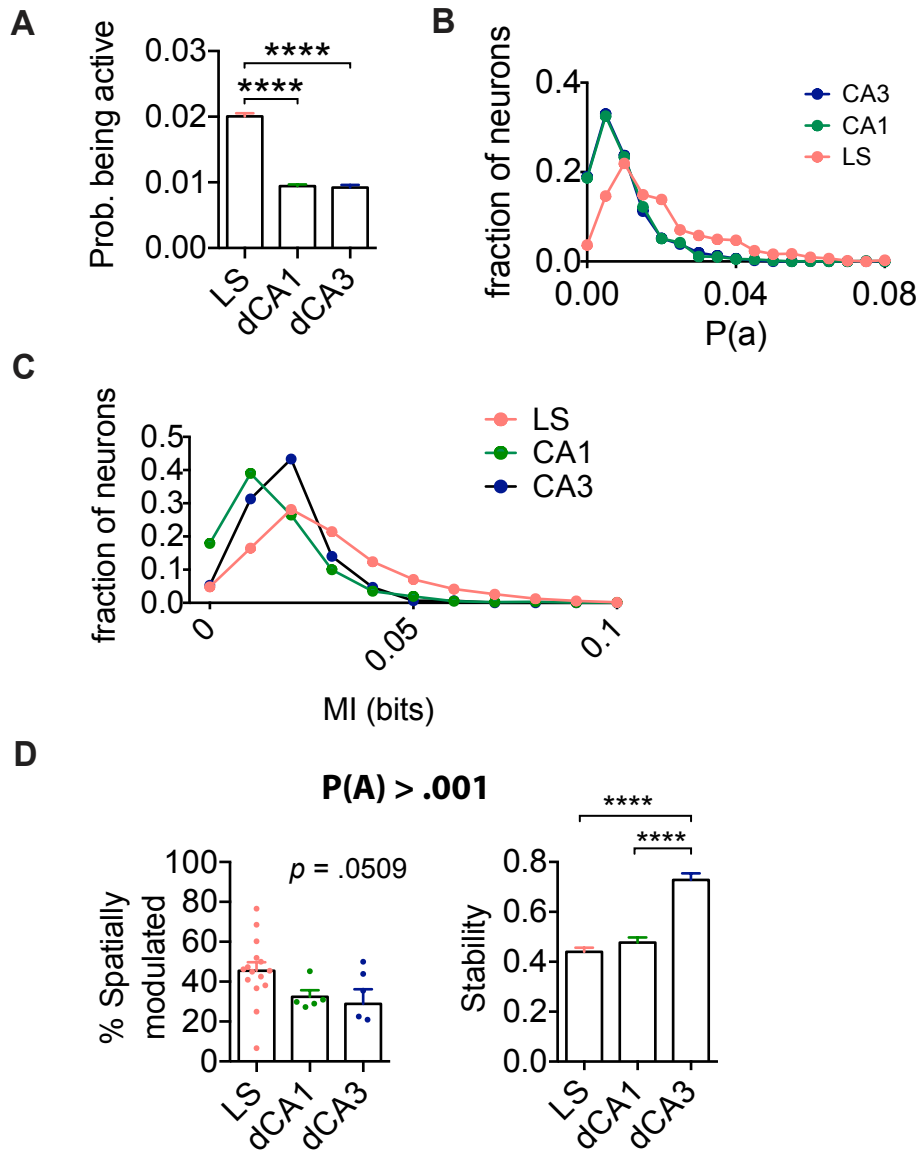 A
Prob. being active
0.03
0.02
0.01
0.00
****
****
LS
dCA1
dCA3
B
fraction of neurons
0.4
0.2
0.0
0.00
0.04
0.08
P(a)
CA3
CA1
LS
C
fraction of neurons
0.5
0.4
0.3
0.2
0.1
0.0
0
0.05
0.1
MI (bits)
LS
CA1
CA3
D
P(A) > .001
% Spatially
modulated
100
80
60
40
20
0
p = .0509
LS
dCA1
dCA3
Stability
0.8
0.6
0.4
0.2
0.0
****
****
LS
dCA1
dCA3